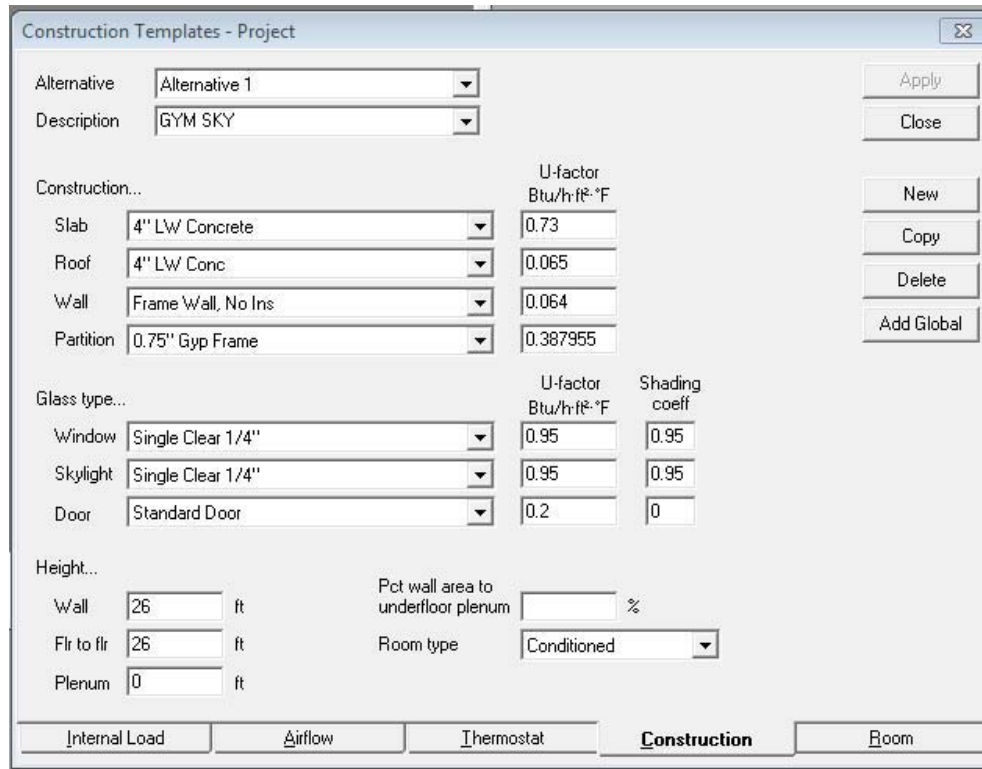 Construction Templates - Project
Alternative Alternative 1 Apply
Description GYM SKY Close
Construction... U-factor
Btu/h·ft²·°F New
Slab 4" LW Concrete 0.73
Copy
Roof 4" LW Conc 0.065
Delete
Wall Frame Wall, No Ins 0.064
Add Global
Partition 0.75" Gyp Frame 0.387955
Glass type... U-factor Shading
Btu/h·ft²·°F coeff
Window Single Clear 1/4" 0.95 0.95
Skylight Single Clear 1/4" 0.95 0.95
Door Standard Door 0.2 0
Height...
Pct wall area to
Wall 26 ft underfloor plenum %
Flr to flr 26 ft Room type Conditioned
Plenum 0 ft
Internal Load Airflow Thermostat Construction Room